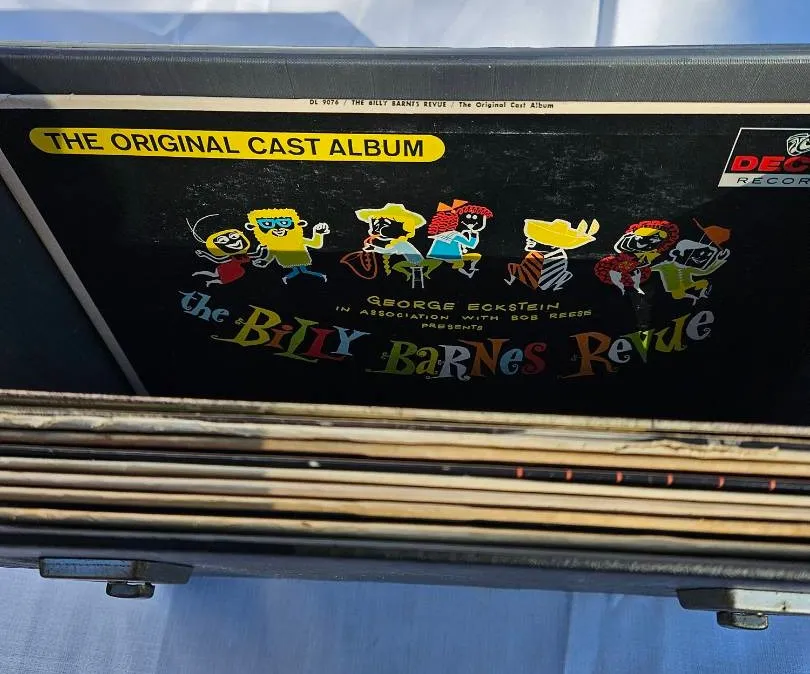 DL 9076 / THE BILLY BARNES REVUE / The Original Cast Album
THE ORIGINAL CAST ALBUM
DEC
RECOR
GEORGE ECKSTEIN
IN ASSOCIATION WITH BOB REESE
PRESENTS
the BILLY BARNES REVUE